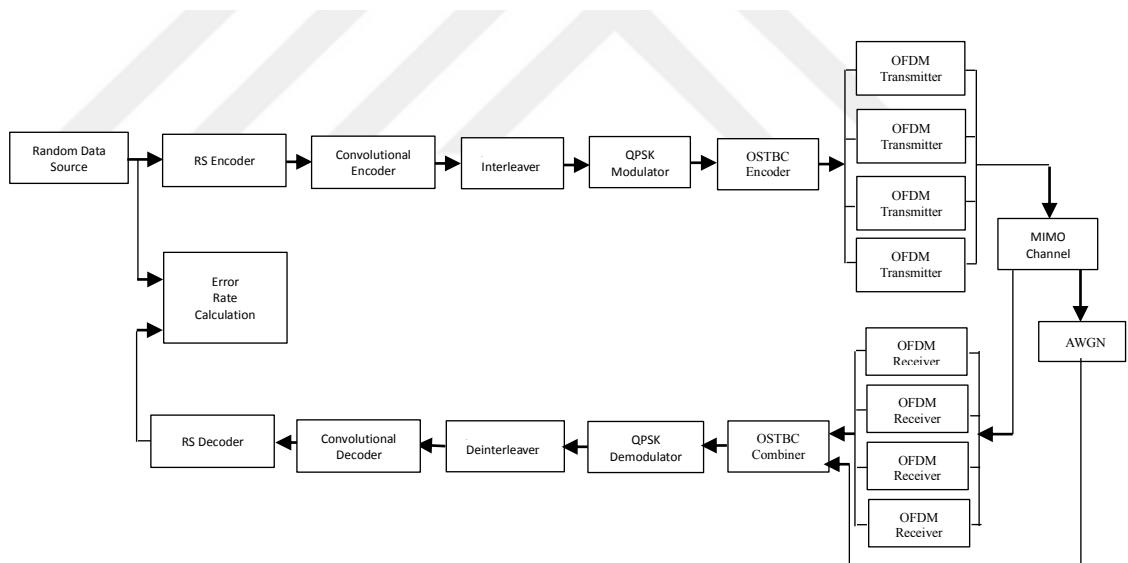 OFDM
Transmitter
Random Data
Source
RS Encoder
Convolutional
Encoder
Interleaver
QPSK
Modulator
OSTBC
Encoder
OFDM
Transmitter
OFDM
Transmitter
OFDM
Transmitter
MIMO
Channel
Error
Rate
Calculation
AWGN
OFDM
Receiver
OFDM
Receiver
RS Decoder
Convolutional
Decoder
Deinterleaver
QPSK
Demodulator
OSTBC
Combiner
OFDM
Receiver
OFDM
Receiver